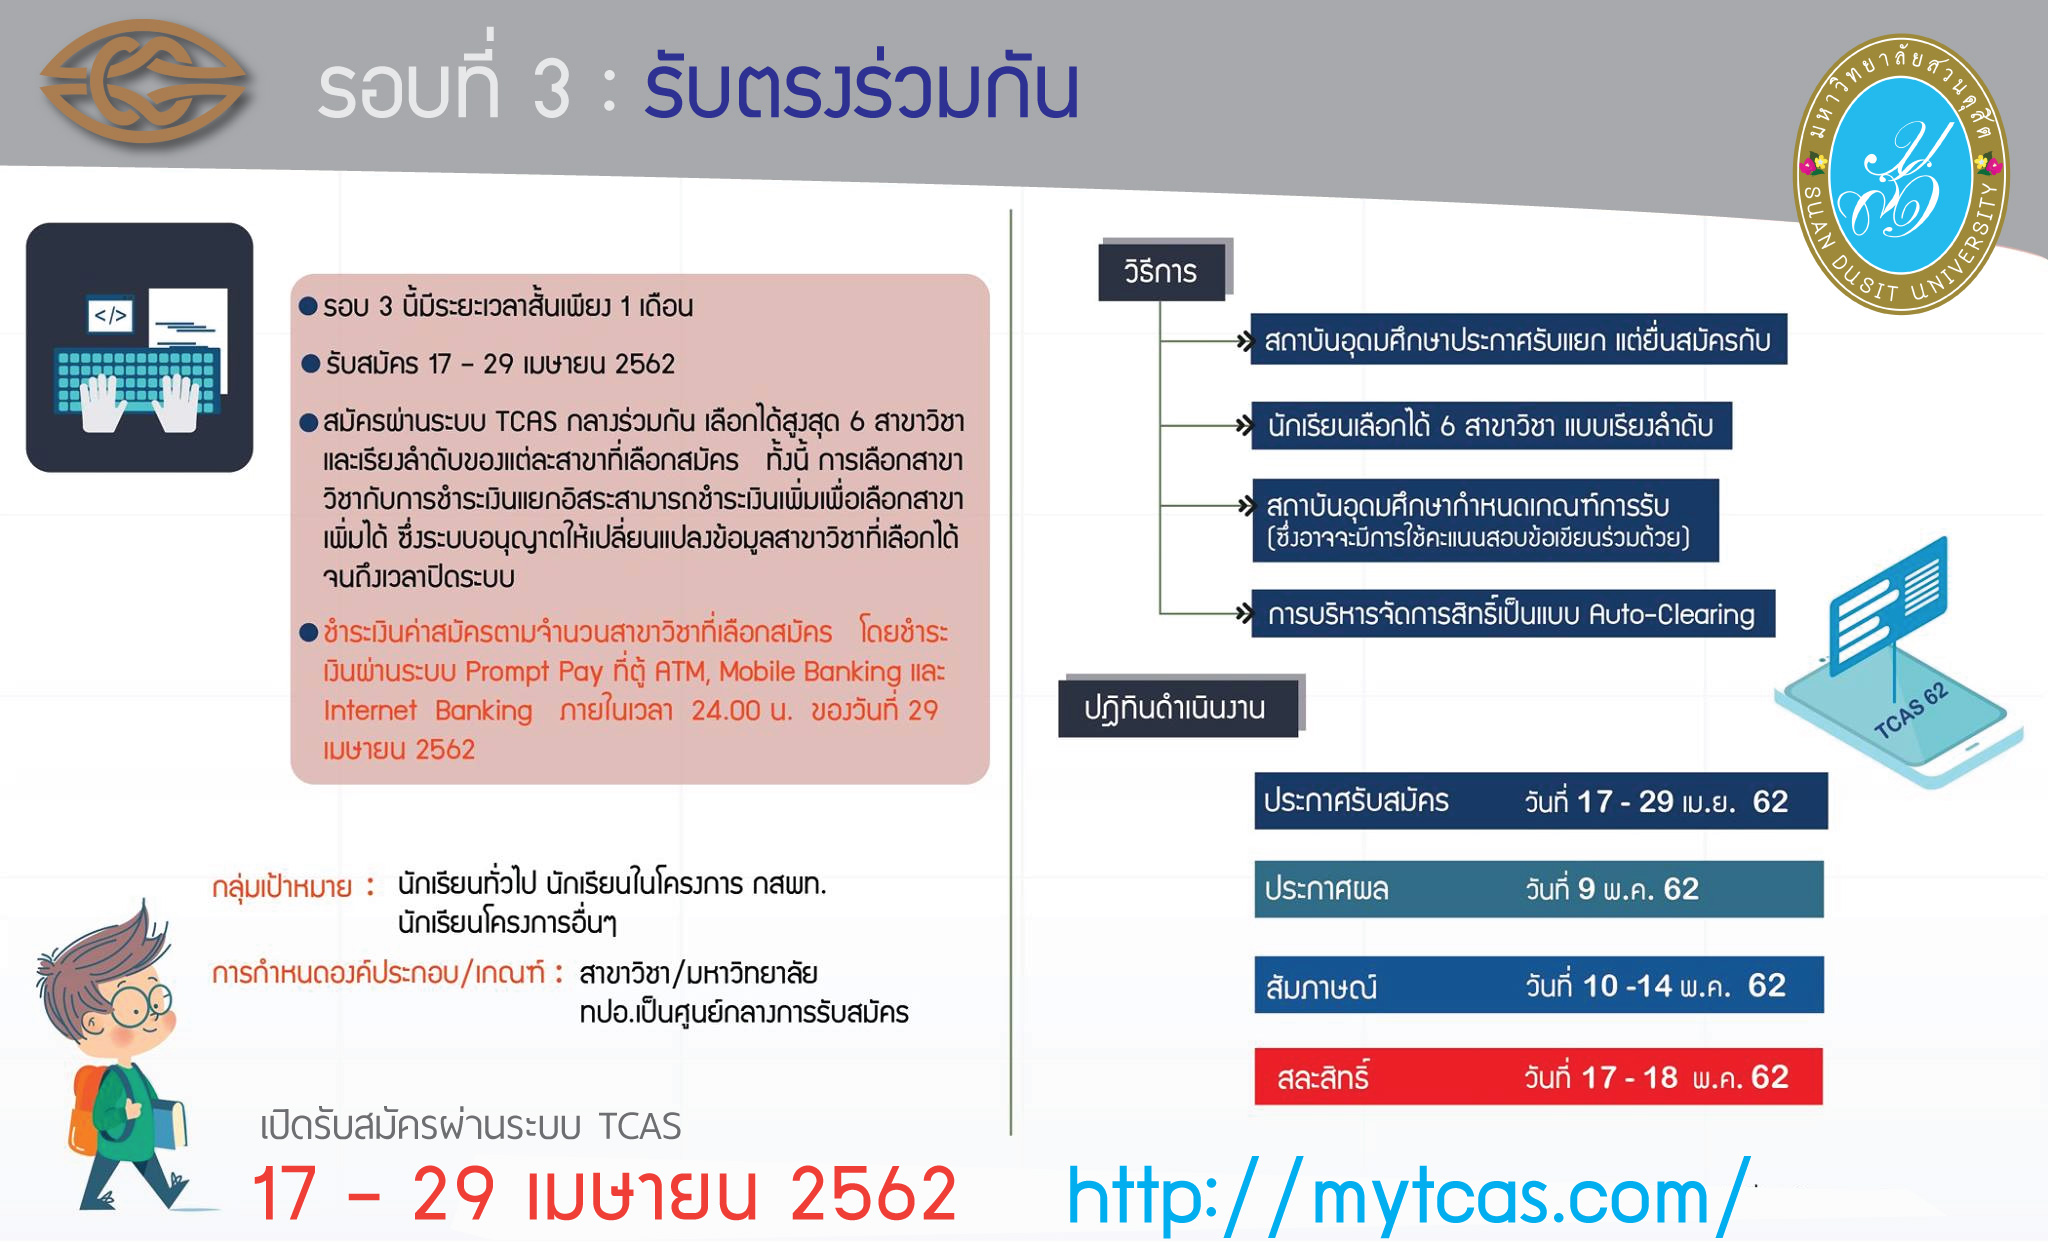 รอบที่ 3 : รับตรงร่วมกัน
มหาวิทยาลัยสวนดุสิต
SUAN DUSIT UNIVERSITY
</>
● รอบ 3 นี้มีระยะเวลาสั้นเพียง 1 เดือน
● รับสมัคร 17 - 29 เมษายน 2562
● สมัครผ่านระบบ TCAS กลางร่วมกัน เลือกได้สูงสุด 6 สาขาวิชา
และเรียงลำดับของแต่ละสาขาที่เลือกสมัคร ทั้งนี้ การเลือกสาขา
วิชากับการชำระเงินแยกอิสระสามารถชำระเงินเพิ่มเพื่อเลือกสาขา
เพิ่มได้ ซึ่งระบบอนุญาตให้เปลี่ยนแปลงข้อมูลสาขาวิชาที่เลือกได้
จนถึงเวลาปิดระบบ
● ชำระเงินค่าสมัครตามจำนวนสาขาวิชาที่เลือกสมัคร โดยชำระ
เงินผ่านระบบ Prompt Pay ที่ตู้ ATM, Mobile Banking และ
Internet Banking ภายในเวลา 24.00 น. ของวันที่ 29
เมษายน 2562
กลุ่มเป้าหมาย : นักเรียนทั่วไป นักเรียนในโครงการ กสพท.
นักเรียนโครงการอื่นๆ
การกำหนดองค์ประกอบ/เกณฑ์ : สาขาวิชา/มหาวิทยาลัย
ทปอ.เป็นศูนย์กลางการรับสมัคร
วิธีการ
สถาบันอุดมศึกษาประกาศรับแยก แต่ยื่นสมัครกับ
นักเรียนเลือกได้ 6 สาขาวิชา แบบเรียงลำดับ
สถาบันอุดมศึกษากำหนดเกณฑ์การรับ
(ซึ่งอาจจะมีการใช้คะแนนสอบข้อเขียนร่วมด้วย)
การบริหารจัดการสิทธิ์เป็นแบบ Auto-Clearing
TCAS 62
ปฏิทินดำเนินงาน
ประกาศรับสมัคร วันที่ 17 - 29 เม.ย. 62
ประกาศผล วันที่ 9 พ.ค. 62
สัมภาษณ์ วันที่ 10 -14 พ.ค. 62
สละสิทธิ์ วันที่ 17 - 18 พ.ค. 62
เปิดรับสมัครผ่านระบบ TCAS
17 - 29 เมษายน 2562
http://mytcas.com/